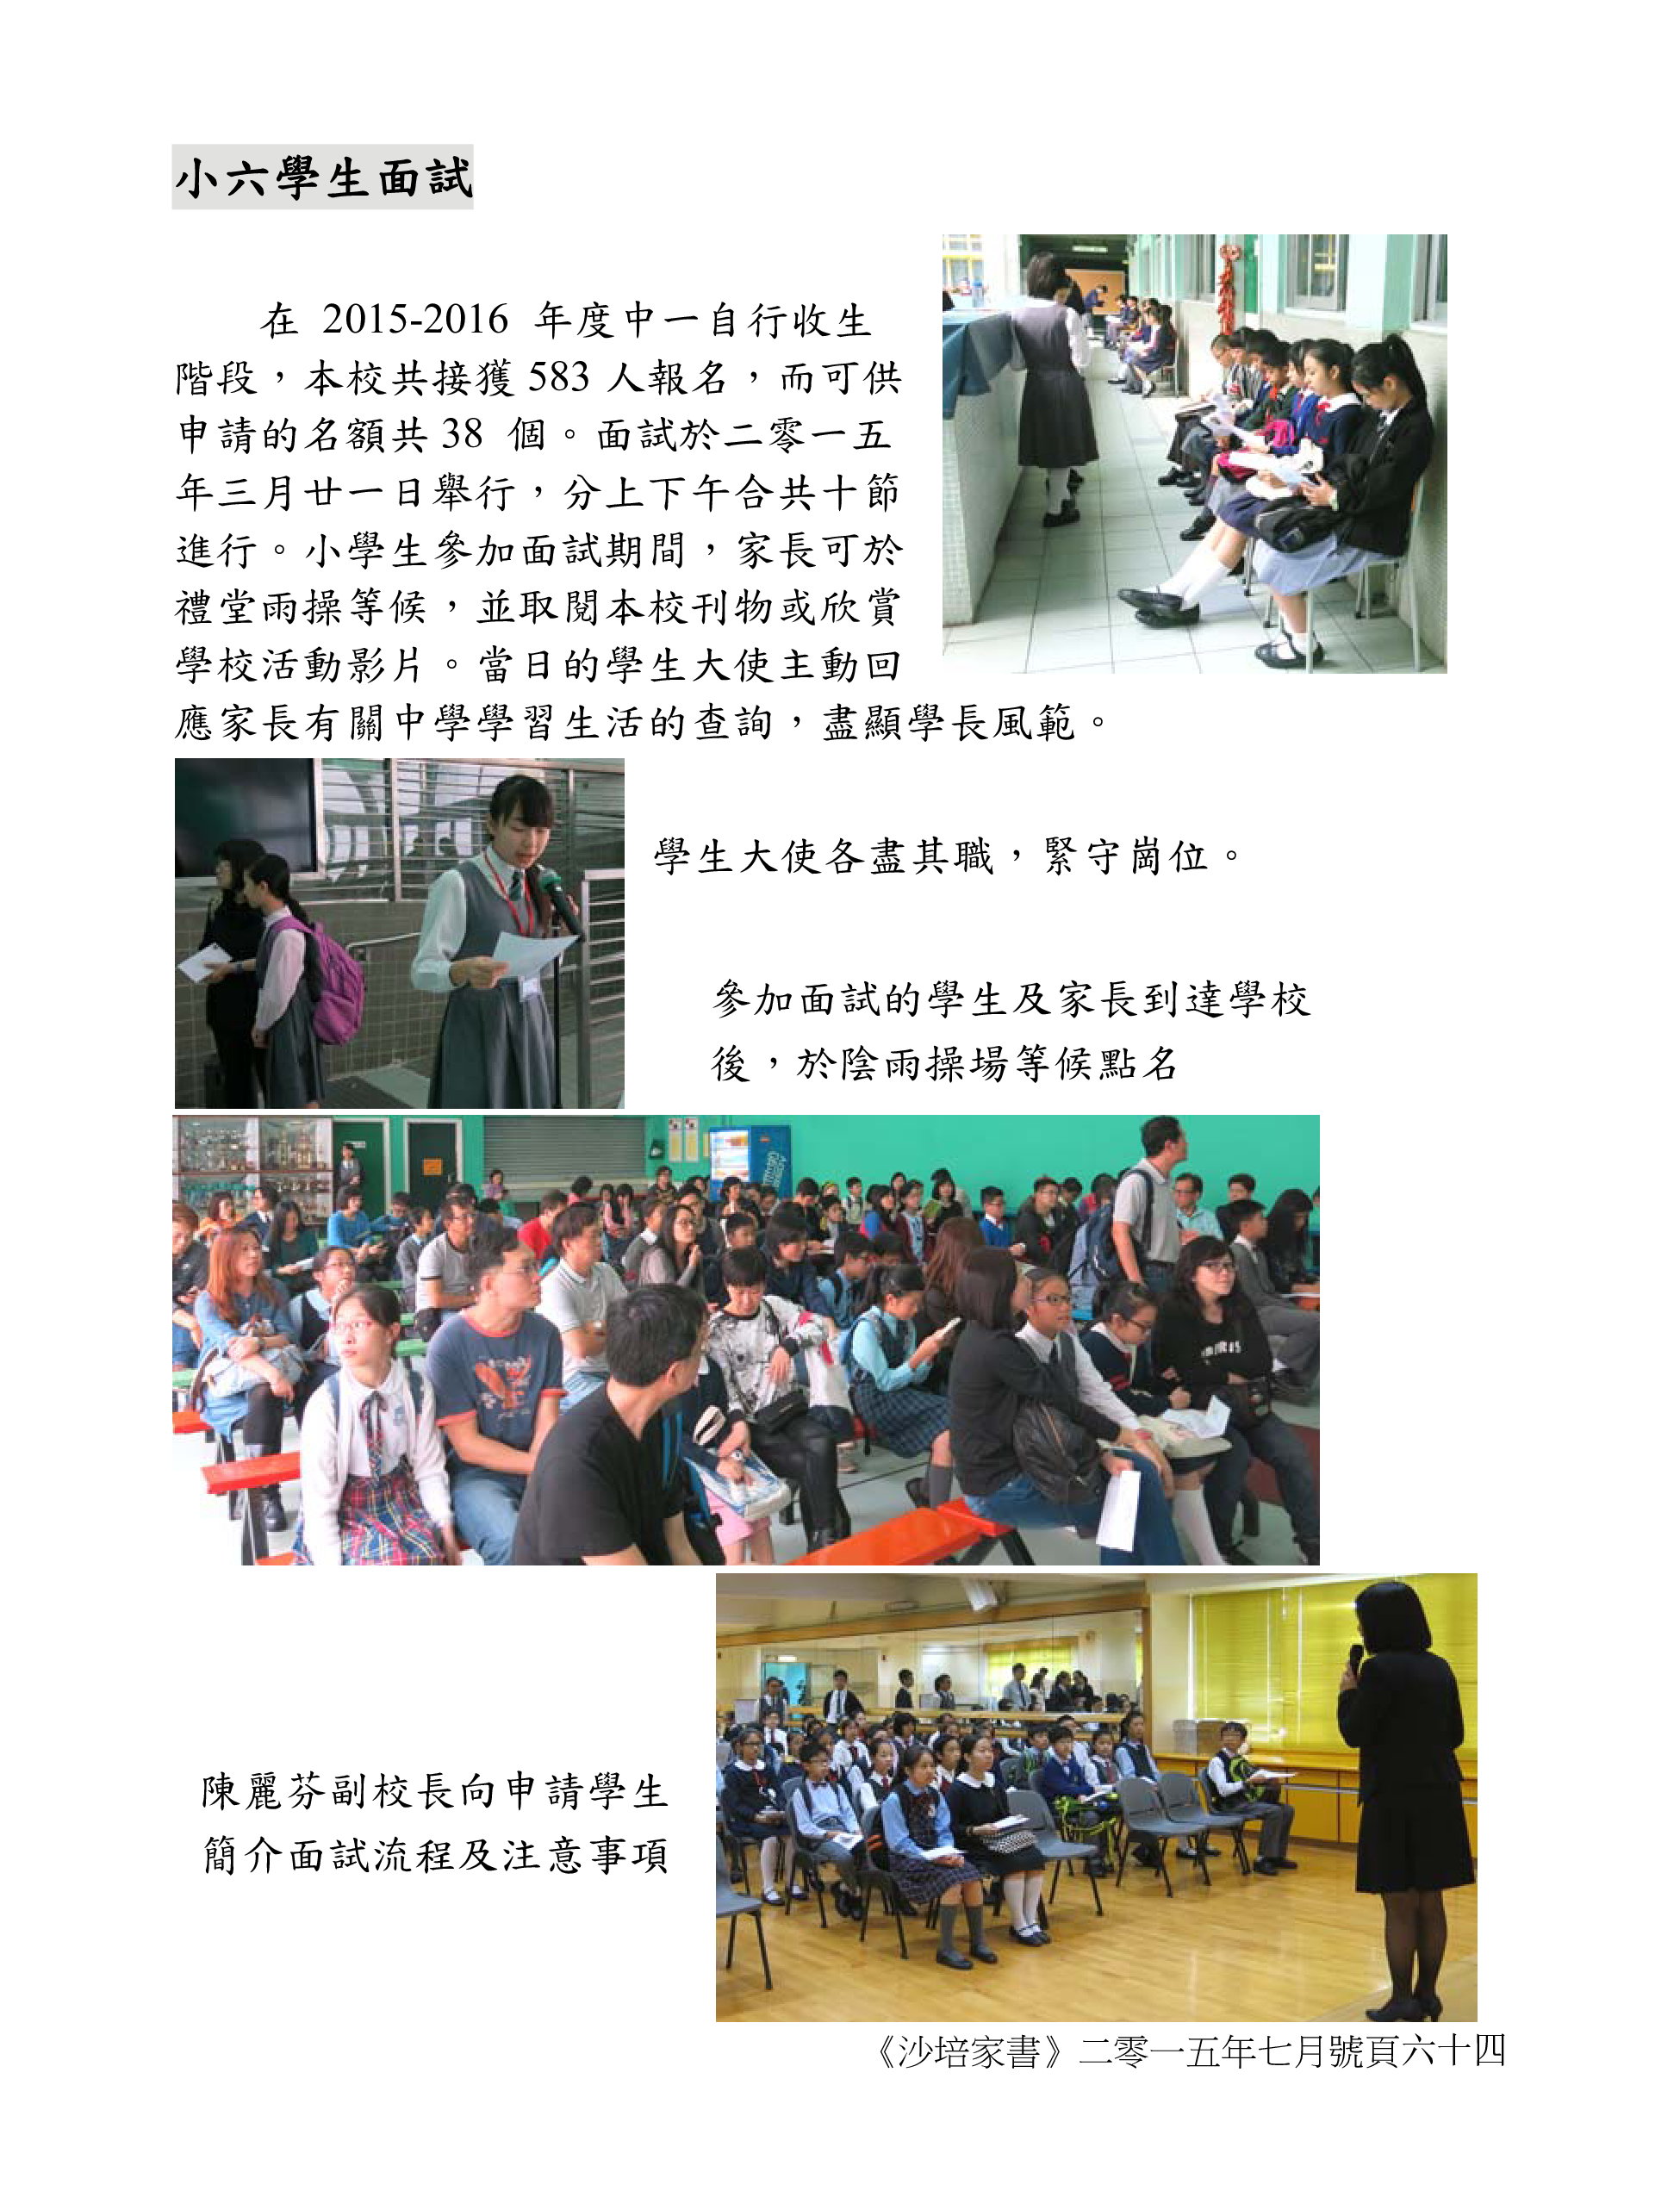 小六學生面試
在 2015-2016 年度中一自行收生
階段，本校共接獲 583 人報名，而可供
申請的名額共 38 個。面試於二零一五
年三月廿一日舉行，分上下午合共十節
進行。小學生參加面試期間，家長可於
禮堂雨操等候，並取閱本校刊物或欣賞
學校活動影片。當日的學生大使主動回
應家長有關中學學習生活的查詢，盡顯學長風範。
學生大使各盡其職，緊守崗位。
參加面試的學生及家長到達學校
後，於陰雨操場等候點名
陳麗芬副校長向申請學生
簡介面試流程及注意事項
《沙培家書》二零一五年七月號頁六十四